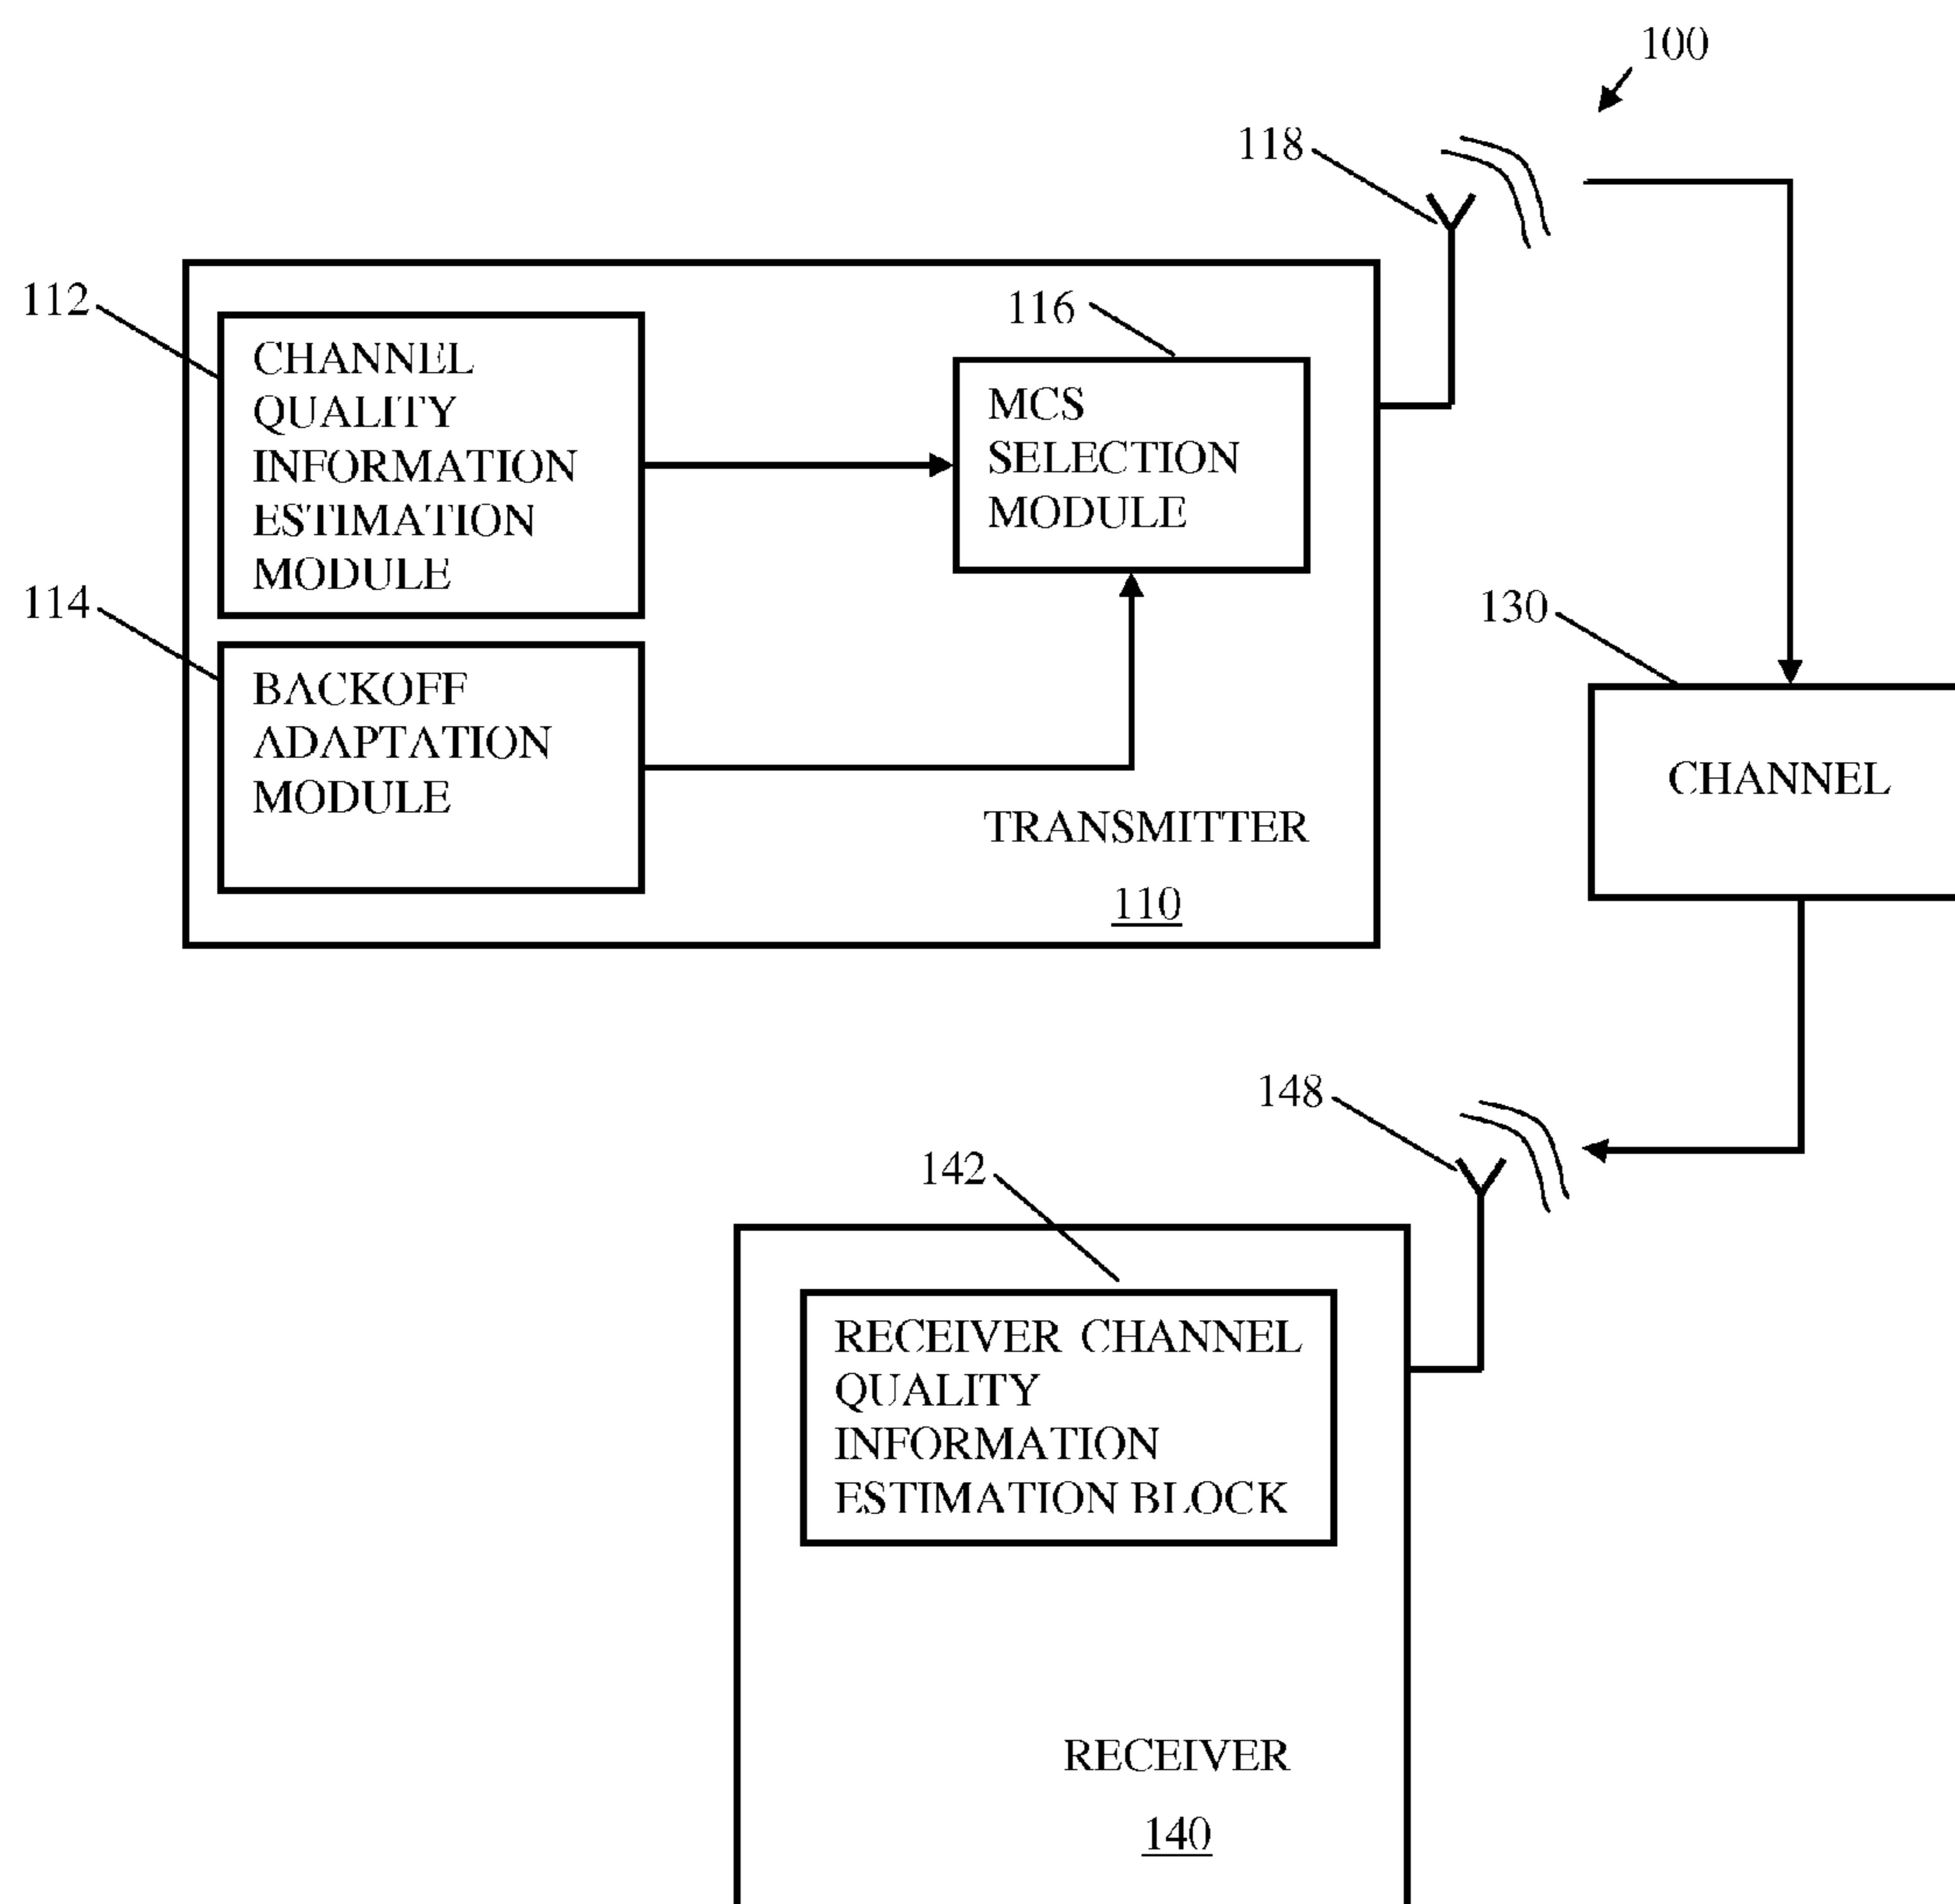 100
118
112
116
CHANNEL
QUALITY
INFORMATION
ESTIMATION
MODULE
MCS
SELECTION
MODULE
114
BACKOFF
ADAPTATION
MODULE
130
CHANNEL
TRANSMITTER
110
148
142
RECEIVER CHANNEL
QUALITY
INFORMATION
ESTIMATION BLOCK
RECEIVER
140